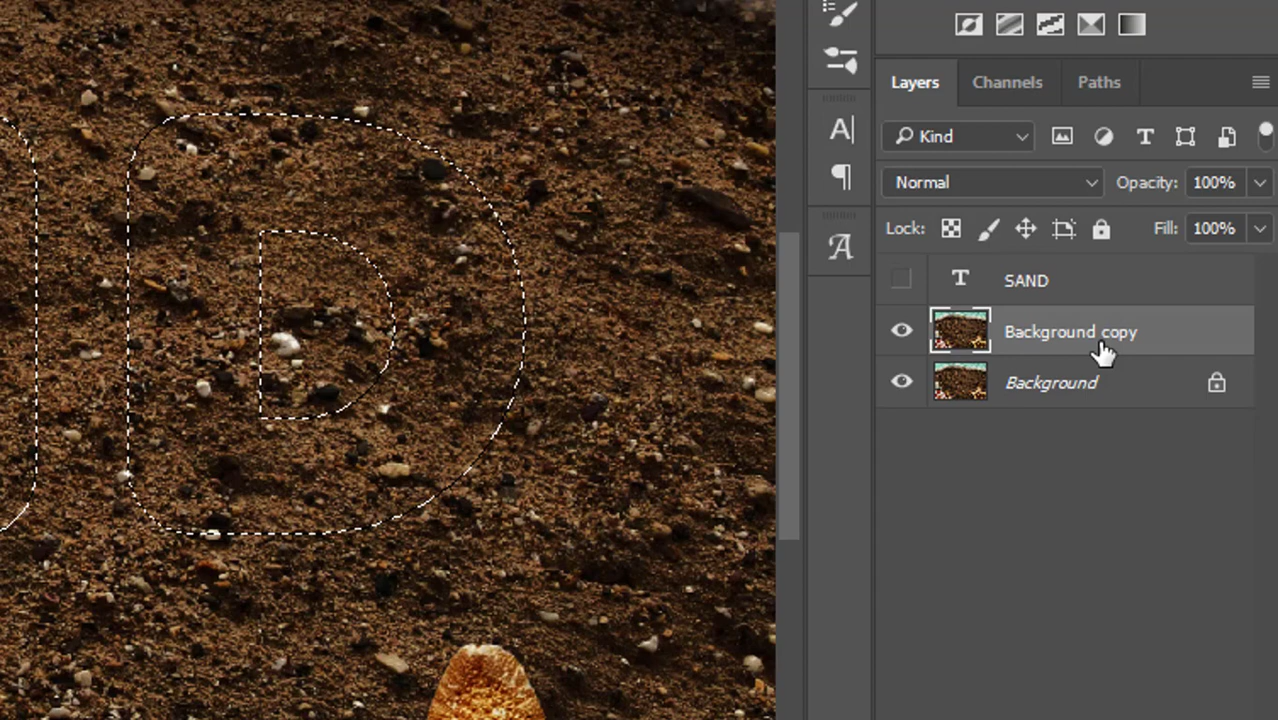 Layers Channels Paths
Kind
Normal Opacity: 100%
Lock: Fill: 100%
SAND
Background copy
Background